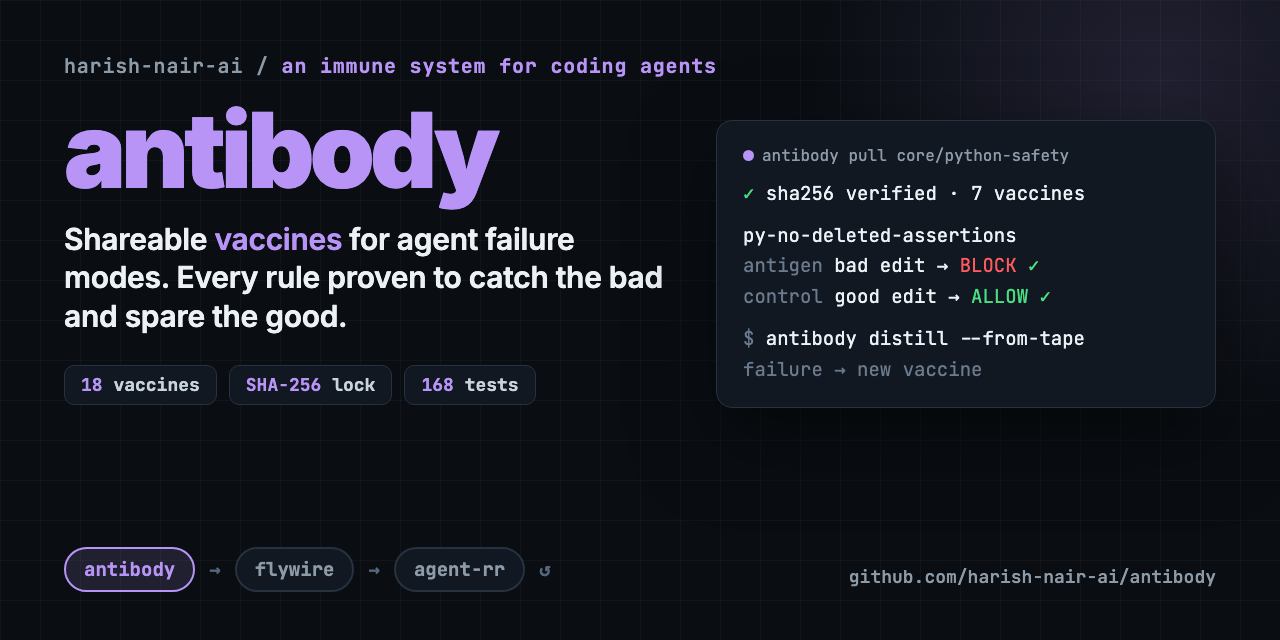 harish-nair-ai / an immune system for coding agents
antibody
Shareable vaccines for agent failure
modes. Every rule proven to catch the bad
and spare the good.
18 vaccines
SHA-256 lock
168 tests
antibody pull core/python-safety
✓ sha256 verified · 7 vaccines
py-no-deleted-assertions
antigen bad edit → BLOCK ✓
control good edit → ALLOW ✓
$ antibody distill --from-tape
failure → new vaccine
antibody → flywire → agent-rr ↺
github.com/harish-nair-ai/antibody